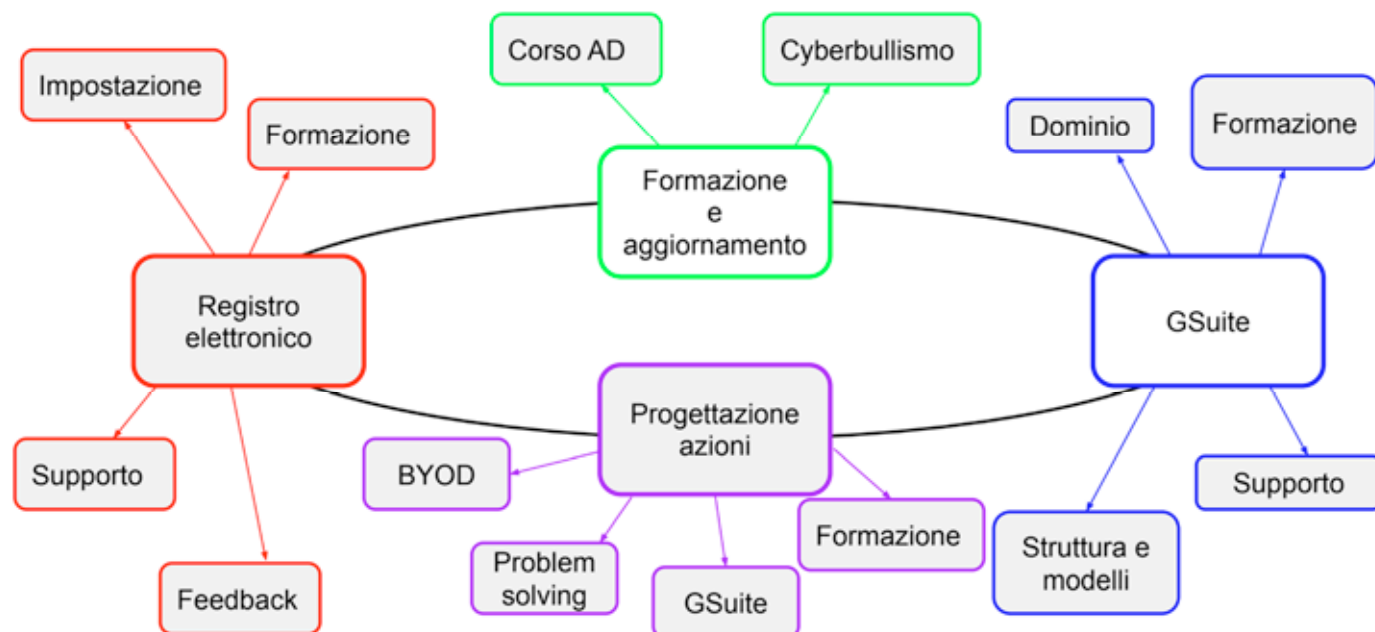 Corso AD
Cyberbullismo
Impostazione
Formazione
Dominio
Formazione
Formazione
e
aggiornamento
Registro
elettronico
GSuite
Progettazione
azioni
Supporto
BYOD
Supporto
Formazione
Problem
solving
GSuite
Struttura e
modelli
Feedback